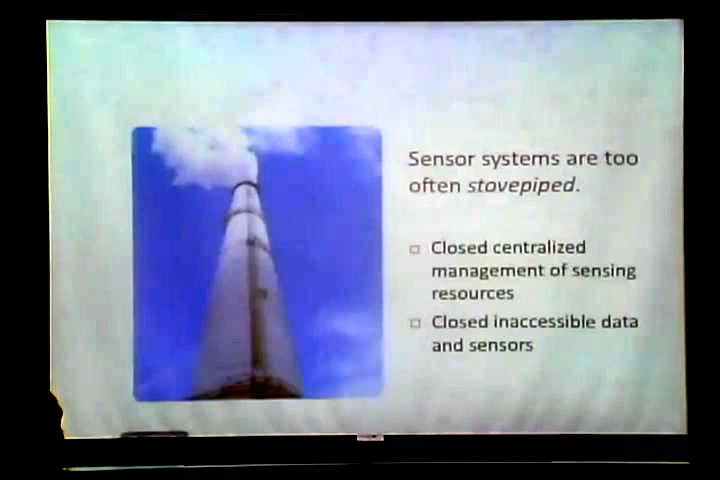 Sensor systems are too
often stovepiped.
Closed centralized
management of sensing
resources
Closed inaccessible data
and sensors